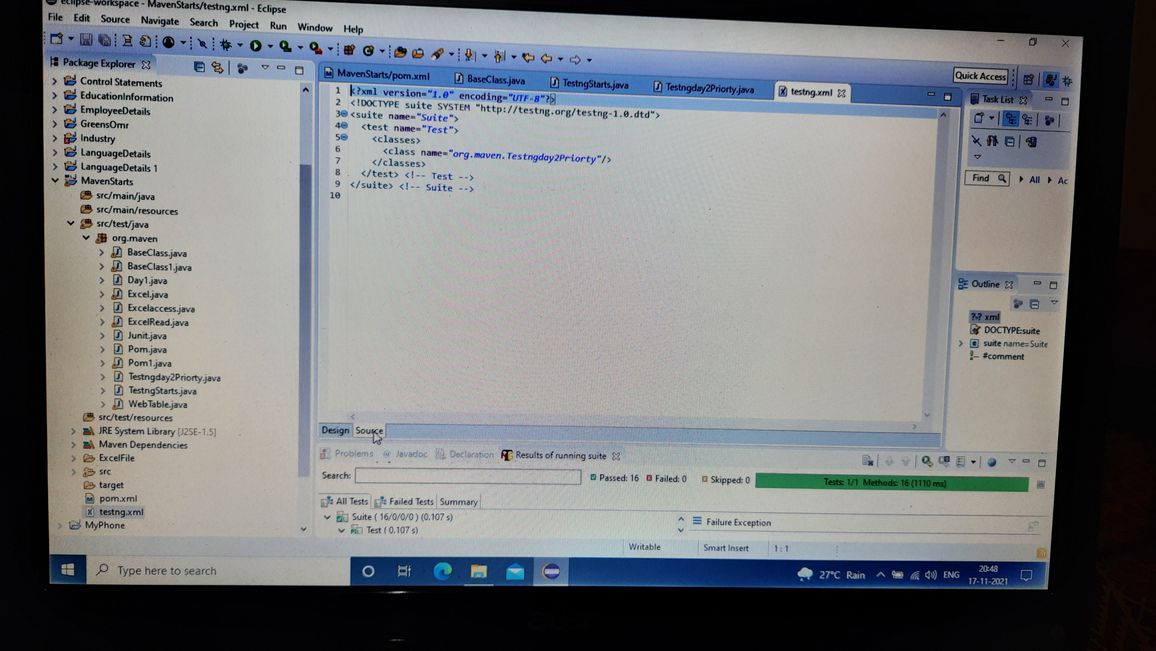 eclipse-workspace - MavenStarts/testng.xml - Eclipse
File Edit Source Navigate Search Project Run Window Help
Quick Access
Package Explorer
Control Statements
EducationInformation
EmployeeDetails
GreensOmr
Industry
LanguageDetails
LanguageDetails 1
MavenStarts
src/main/java
src/main/resources
src/test/java
org.maven
BaseClass.java
BaseClass1.java
Day1.java
Excel.java
Excelaccess.java
ExcelRead.java
Junit.java
Pom.java
Pom1.java
Testngday2Priorty.java
TestngStarts.java
WebTable.java
src/test/resources
JRE System Library [J2SE-1.5]
Maven Dependencies
ExcelFile
src
target
pom.xml
testng.xml
MyPhone
MavenStarts/pom.xml BaseClass.java TestngStarts.java Testngday2Priorty.java testng.xml
1 <?xml version="1.0" encoding="UTF-8"?>
2 <!DOCTYPE suite SYSTEM "http://testng.org/testng-1.0.dtd">
3 <suite name="Suite">
4 <test name="Test">
5 <classes>
6 <class name="org.maven.Testngday2Priorty"/>
7 </classes>
8 </test> <!-- Test -->
9 </suite> <!-- Suite -->
10
Design Source
Task List
Find All Ac
Outline
?-? xml
DOCTYPE:suite
suite name=Suite
#comment
Problems @ Javadoc Declaration Results of running suite
Search: Passed: 16 Failed: 0 Skipped: 0 Tests: 1/1 Methods: 16 (1110 ms)
All Tests Failed Tests Summary
Suite ( 16/0/0/0 ) (0.107 s)
Test ( 0.107 s)
Failure Exception
Writable Smart Insert 1 : 1
Type here to search
27°C Rain ENG
20:48
17-11-2021